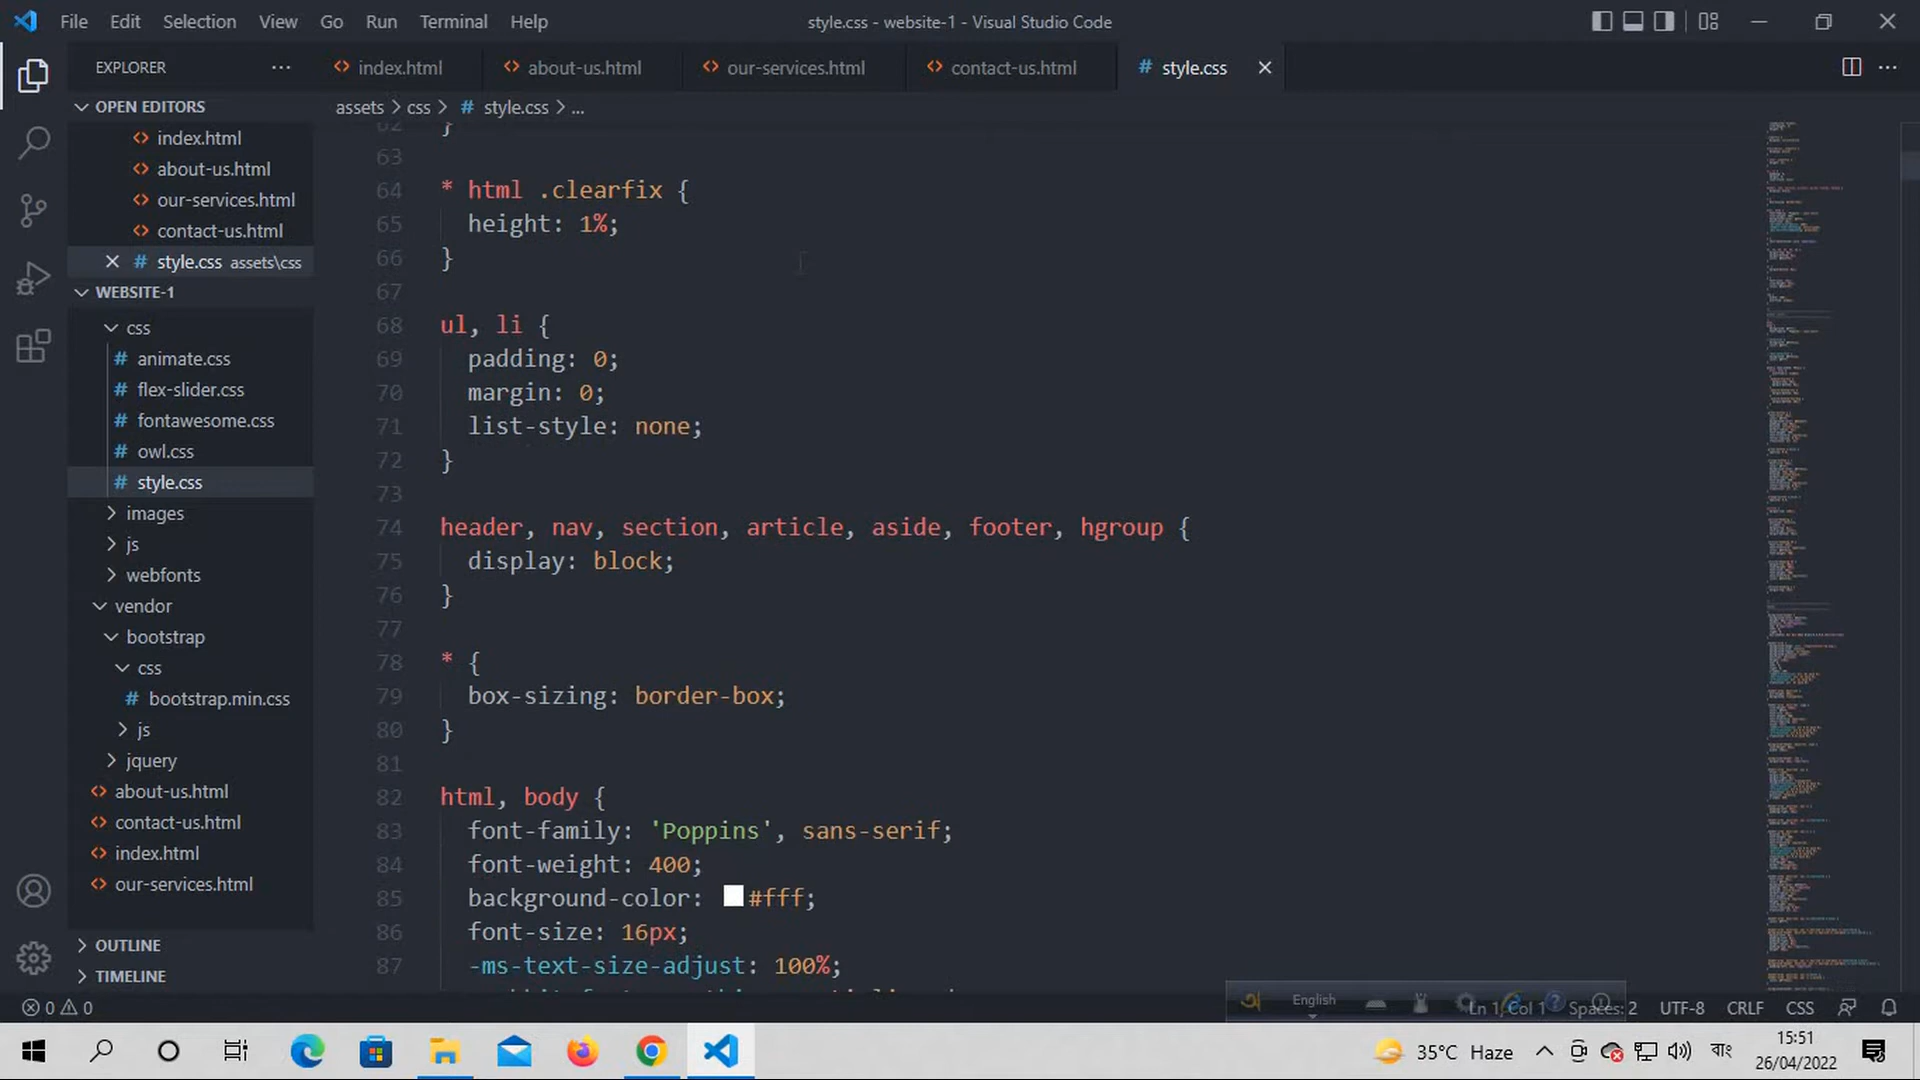 File Edit Selection View Go Run Terminal Help
style.css - website-1 - Visual Studio Code
EXPLORER
index.html
about-us.html
our-services.html
contact-us.html
style.css
OPEN EDITORS
index.html
about-us.html
our-services.html
contact-us.html
style.css assets\css
WEBSITE-1
css
animate.css
flex-slider.css
fontawesome.css
owl.css
style.css
images
js
webfonts
vendor
bootstrap
css
bootstrap.min.css
js
jquery
about-us.html
contact-us.html
index.html
our-services.html
OUTLINE
TIMELINE
assets > css > # style.css > ...
62 }
63
64 * html .clearfix {
65 height: 1%;
66 }
67
68 ul, li {
69 padding: 0;
70 margin: 0;
71 list-style: none;
72 }
73
74 header, nav, section, article, aside, footer, hgroup {
75 display: block;
76 }
77
78 * {
79 box-sizing: border-box;
80 }
81
82 html, body {
83 font-family: 'Poppins', sans-serif;
84 font-weight: 400;
85 background-color: #fff;
86 font-size: 16px;
87 -ms-text-size-adjust: 100%;
0 0
English
Ln 1, Col 1 Spaces: 2 UTF-8 CRLF CSS
35°C Haze
বাং
15:51
26/04/2022